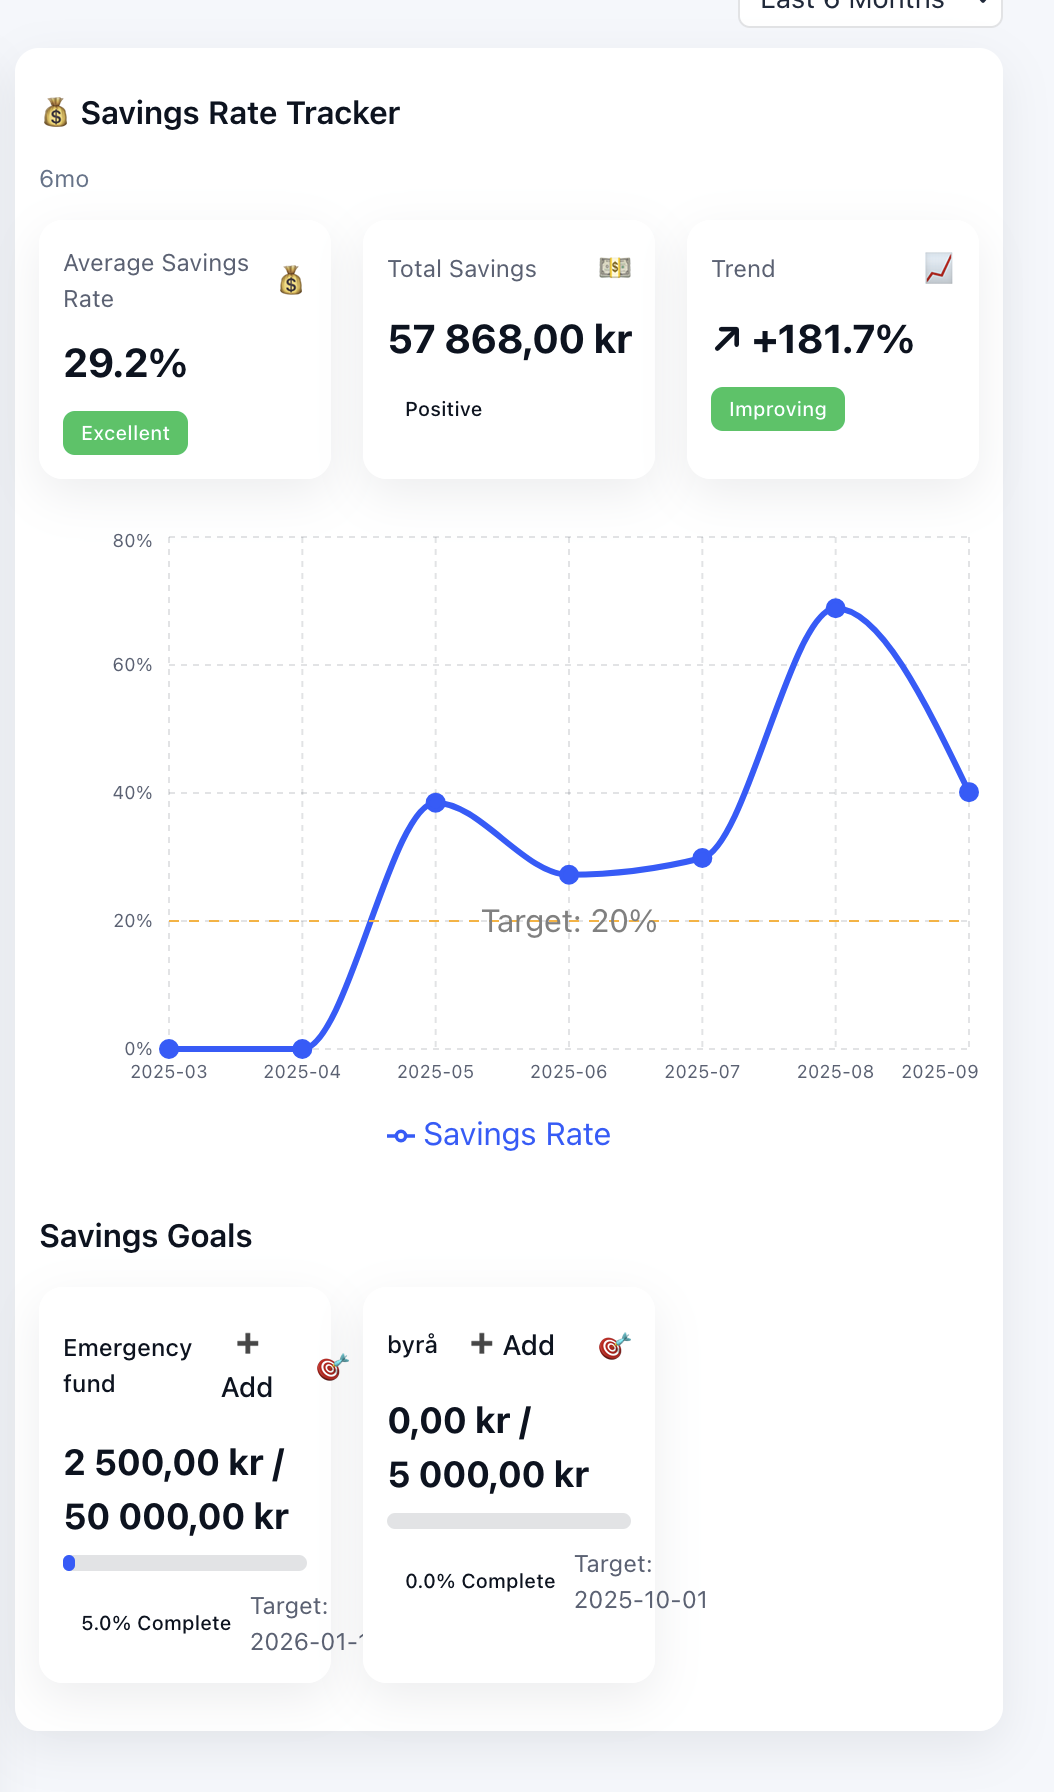 Last 6 Months
Savings Rate Tracker
6mo
Average Savings
Rate
29.2%
Excellent
Total Savings
57 868,00 kr
Positive
Trend
↗ +181.7%
Improving
80%
60%
40%
20%
0%
Target: 20%
2025-03 2025-04 2025-05 2025-06 2025-07 2025-08 2025-09
Savings Rate
Savings Goals
Emergency
fund
+
Add
2 500,00 kr /
50 000,00 kr
5.0% Complete
Target:
2026-01-
byrå + Add
0,00 kr /
5 000,00 kr
0.0% Complete
Target:
2025-10-01